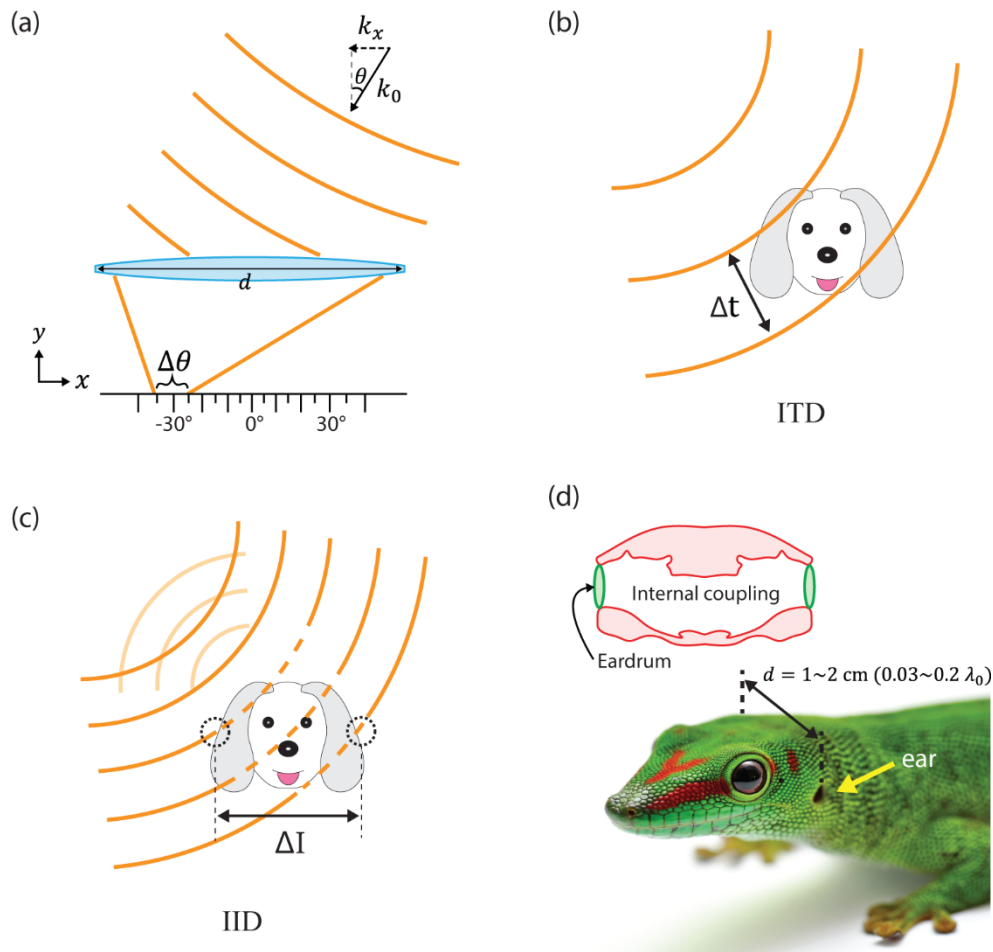 (a)
k_x
θ
k_0
d
y
x
Δθ
-30° 0° 30°
(b)
Δt
ITD
(c)
ΔI
IID
(d)
Internal coupling
Eardrum
d = 1~2 cm (0.03~0.2 λ_0)
ear